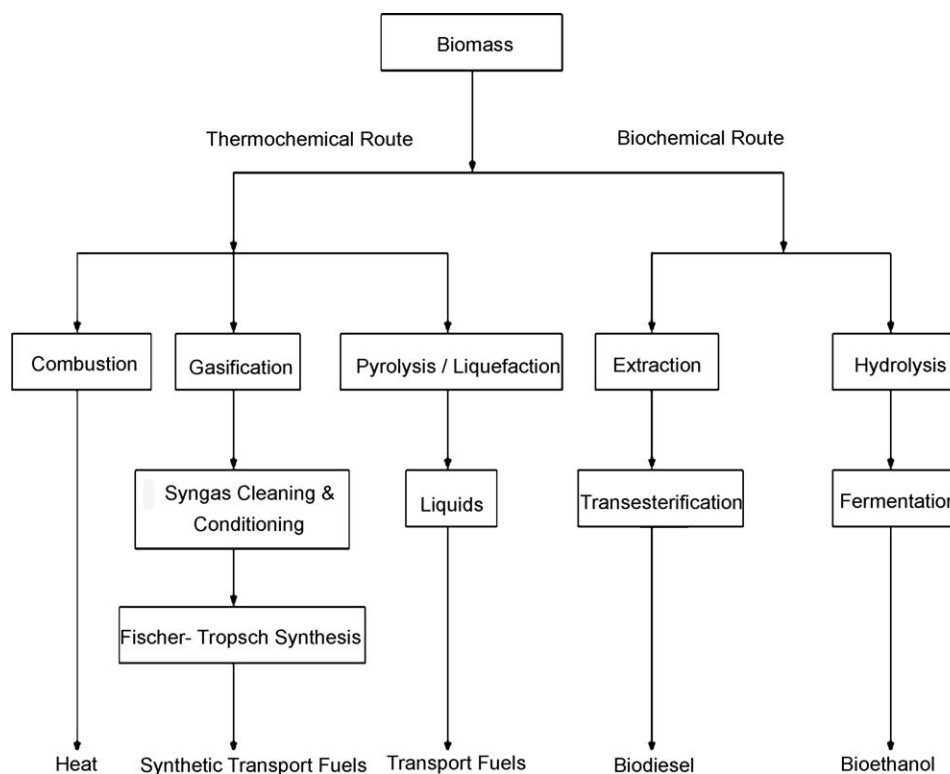 Biomass
Thermochemical Route
Biochemical Route
Combustion
Gasification
Pyrolysis / Liquefaction
Extraction
Hydrolysis
Syngas Cleaning &
Conditioning
Liquids
Transesterification
Fermentation
Fischer- Tropsch Synthesis
Heat
Synthetic Transport Fuels
Transport Fuels
Biodiesel
Bioethanol